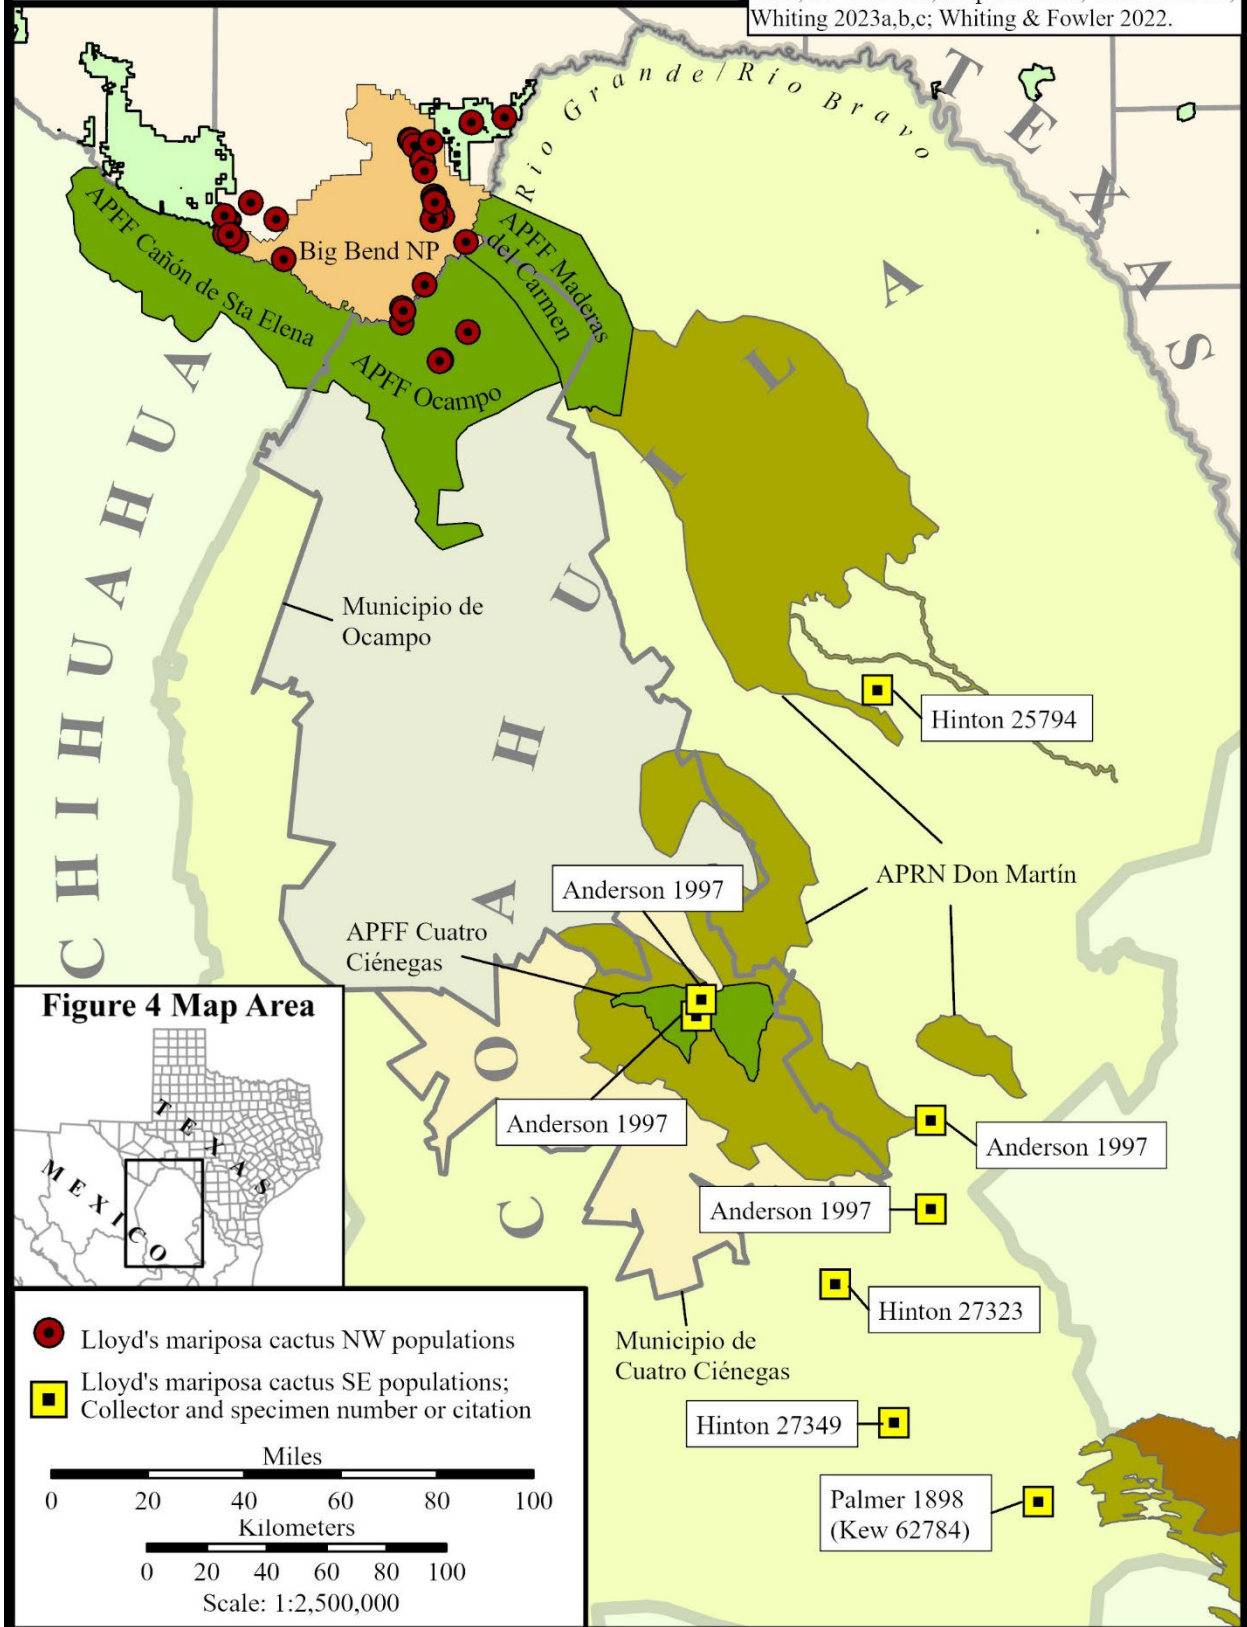 Whiting 2023a,b,c; Whiting & Fowler 2022.
TEXAS
Rio Grande/Río Bravo
APFF Cañón de Sta Elena
Big Bend NP
APFF Maderas
del Carmen
APFF Ocampo
CHIHUAHUA
COAHUILA
Municipio de
Ocampo
Hinton 25794
APRN Don Martín
Anderson 1997
APFF Cuatro
Ciénegas
Anderson 1997
Anderson 1997
Anderson 1997
Hinton 27323
Municipio de
Cuatro Ciénegas
Hinton 27349
Palmer 1898
(Kew 62784)
Figure 4 Map Area
TEXAS
MEXICO
Lloyd's mariposa cactus NW populations
Lloyd's mariposa cactus SE populations;
Collector and specimen number or citation
Miles
0 20 40 60 80 100
Kilometers
0 20 40 60 80 100
Scale: 1:2,500,000